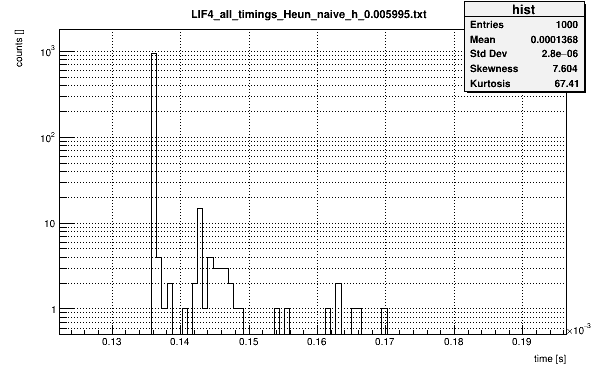 LIF4_all_timings_Heun_naive_h_0.005995.txt
hist
Entries 1000
Mean 0.0001368
Std Dev 2.8e−06
Skewness 7.604
Kurtosis 67.41
counts []
10³
10²
10
1
0.13 0.14 0.15 0.16 0.17 0.18 0.19
×10⁻³
time [s]